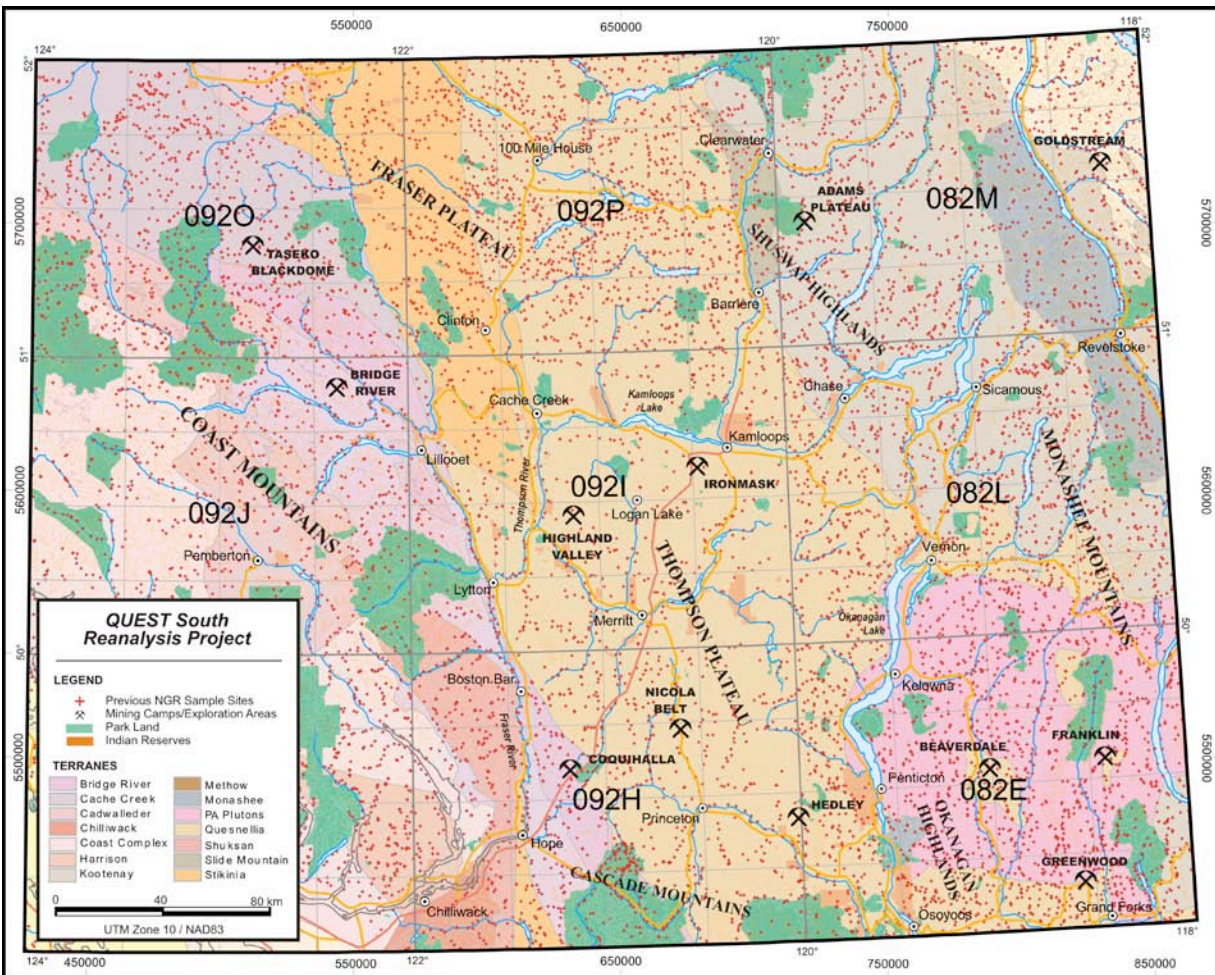 550000
650000
750000
124°
122°
120°
118°
52°
52°
GOLDSTREAM
Clearwater
100 Mile House
ADAMS
PLATEAU
082M
092O
092P
FRASER PLATEAU
5700000
5700000
TASEKO
BLACKDOME
SHUSWAP HIGHLANDS
Barriere
Clinton
51°
51°
Revelstoke
BRIDGE
RIVER
Chase
Sicamous
Cache Creek
Kamloops
Lake
Kamloops
COAST MOUNTAINS
Lillooet
IRONMASK
MONASHEE MOUNTAINS
5600000
5600000
092I
082L
Thompson River
Logan Lake
092J
HIGHLAND
VALLEY
Pemberton
THOMPSON PLATEAU
Vernon
Lytton
Merritt
Okanagan
Lake
50°
50°
QUEST South
Reanalysis Project
LEGEND
Previous NGR Sample Sites
Mining Camps/Exploration Areas
Park Land
Indian Reserves
TERRANES
Bridge River
Cache Creek
Cadwalleder
Chilliwack
Coast Complex
Harrison
Kootenay
Methow
Monashee
PA Plutons
Quesnellia
Shuksan
Slide Mountain
Stikinia
0 40 80 km
UTM Zone 10 / NAD83
Boston Bar
Kelowna
NICOLA
BELT
Fraser River
FRANKLIN
BEAVERDALE
5500000
5500000
COQUIHALLA
Penticton
082E
092H
HEDLEY
Princeton
OKANAGAN
HIGHLANDS
Hope
GREENWOOD
CASCADE MOUNTAINS
Chilliwack
Grand Forks
Osoyoos
124°
122°
120°
118°
450000
550000
650000
750000
850000